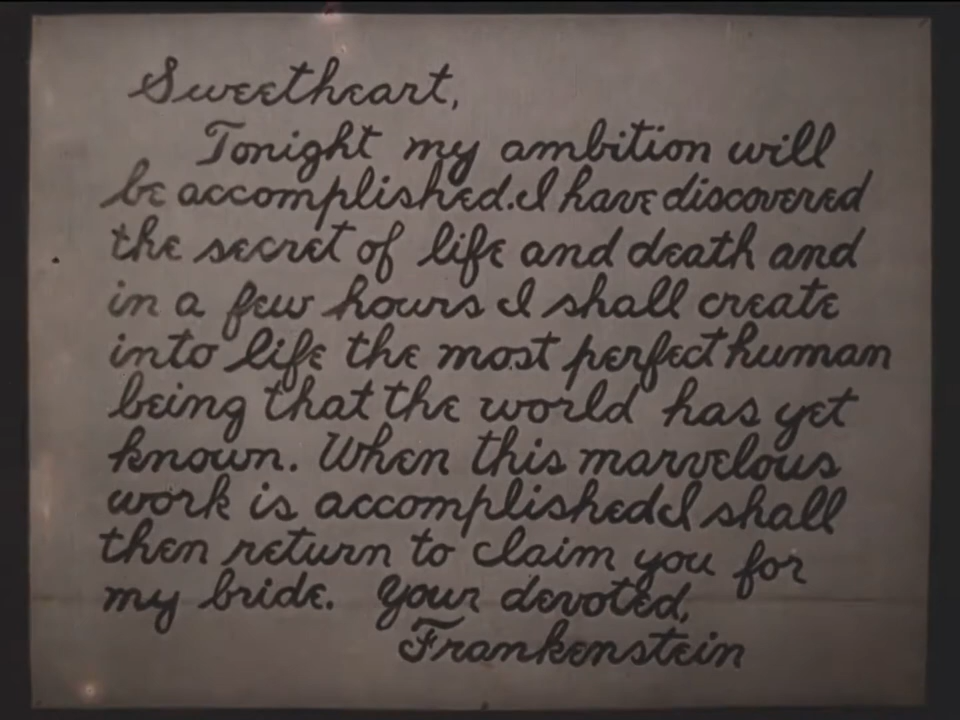 Sweetheart,
Tonight my ambition will
be accomplished. I have discovered
the secret of life and death and
in a few hours I shall create
into life the most perfect human
being that the world has yet
known. When this marvelous
work is accomplished I shall
then return to claim you for
my bride. Your devoted,
Frankenstein